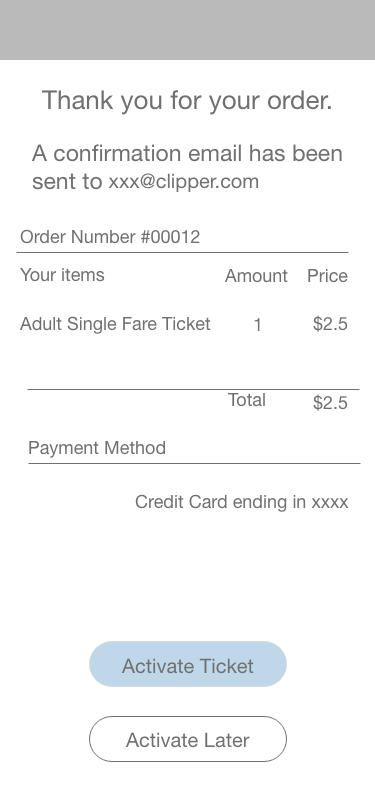 Thank you for your order.
A confirmation email has been
sent to xxx@clipper.com
Order Number #00012
Your items Amount Price
Adult Single Fare Ticket 1 $2.5
Total $2.5
Payment Method
Credit Card ending in xxxx
Activate Ticket
Activate Later